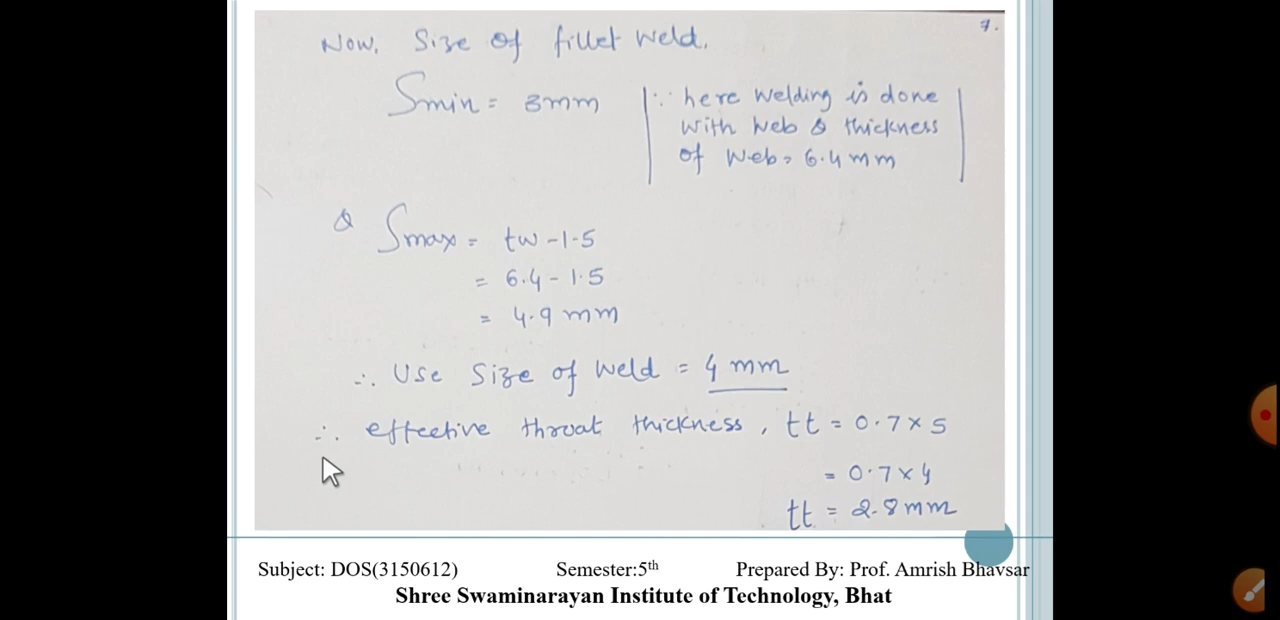 7.
Now, Size of fillet weld.
Smin = 3mm | ∵ here welding is done
with web & thickness
of web = 6.4 mm |
& Smax = tw - 1.5
= 6.4 - 1.5
= 4.9 mm
∴ Use size of weld = 4 mm
∴ effective throat thickness, tt = 0.7 × S
= 0.7 × 4
tt = 2.8 mm
Subject: DOS(3150612) Semester:5th Prepared By: Prof. Amrish Bhavsar
Shree Swaminarayan Institute of Technology, Bhat